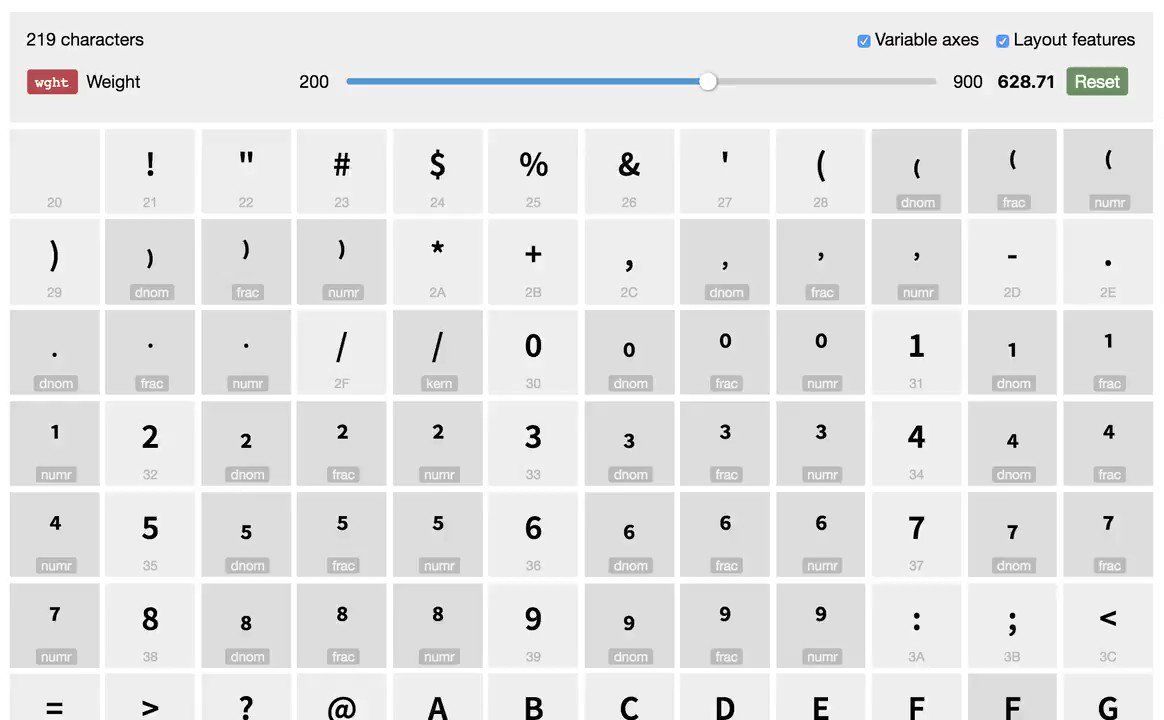 219 characters Variable axes Layout features
wght Weight 200 900 628.71 Reset
! " # $ % & ' ( ( ( (
20 21 22 23 24 25 26 27 28 dnom frac numr
) ) ) ) * + , , , , - .
29 dnom frac numr 2A 2B 2C dnom frac numr 2D 2E
. . . / / 0 0 0 0 1 1 1
dnom frac numr 2F kern 30 dnom frac numr 31 dnom frac
1 2 2 2 2 3 3 3 3 4 4 4
numr 32 dnom frac numr 33 dnom frac numr 34 dnom frac
4 5 5 5 5 6 6 6 6 7 7 7
numr 35 dnom frac numr 36 dnom frac numr 37 dnom frac
7 8 8 8 8 9 9 9 9 : ; <
numr 38 dnom frac numr 39 dnom frac numr 3A 3B 3C
= > ? @ A B C D E F F G